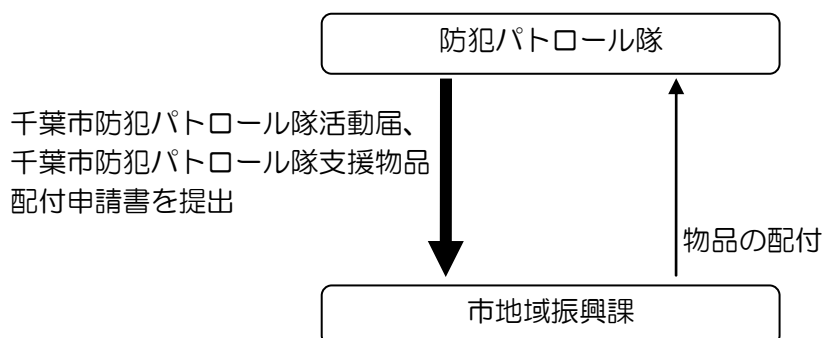 防犯パトロール隊
千葉市防犯パトロール隊活動届、
千葉市防犯パトロール隊支援物品
配付申請書を提出
物品の配付
市地域振興課